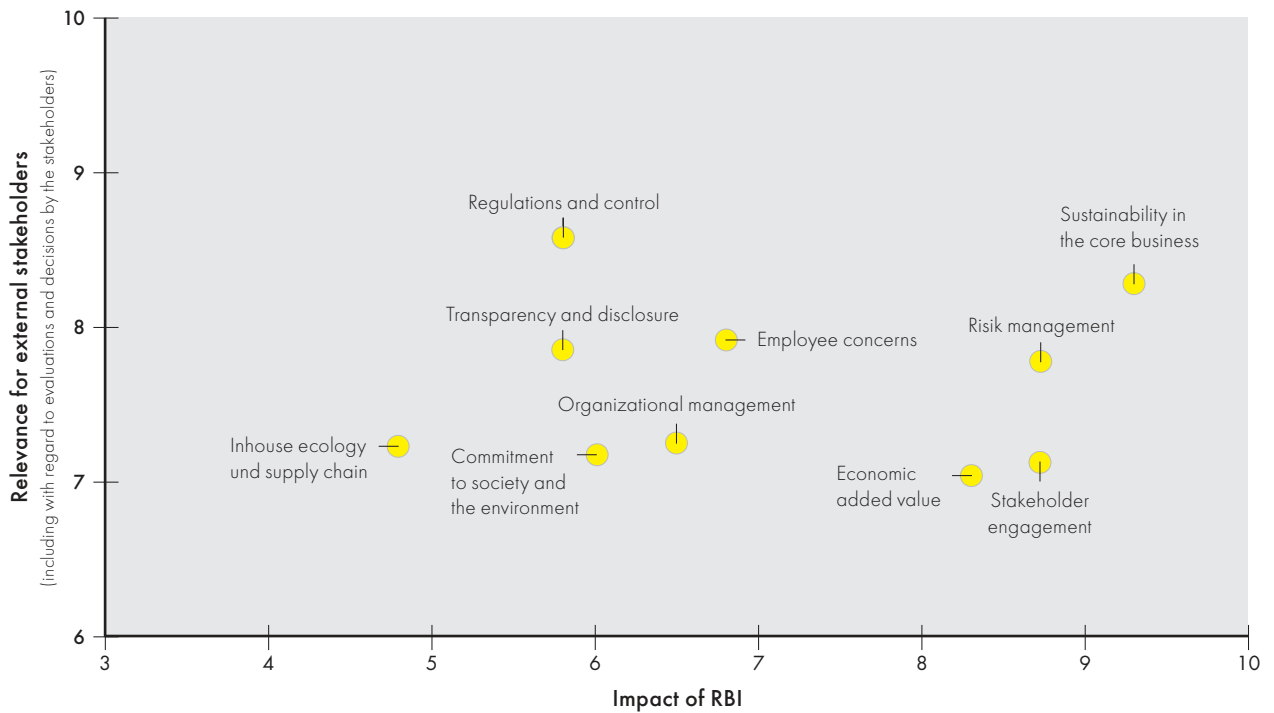 10
9
8
7
6
Relevance for external stakeholders
(including with regard to evaluations and decisions by the stakeholders)
Regulations and control
Sustainability in
the core business
Transparency and disclosure
Employee concerns
Risik management
Organizational management
Inhouse ecology
und supply chain
Commitment
to society and
the environment
Economic
added value
Stakeholder
engagement
3
4
5
6
7
8
9
10
Impact of RBI